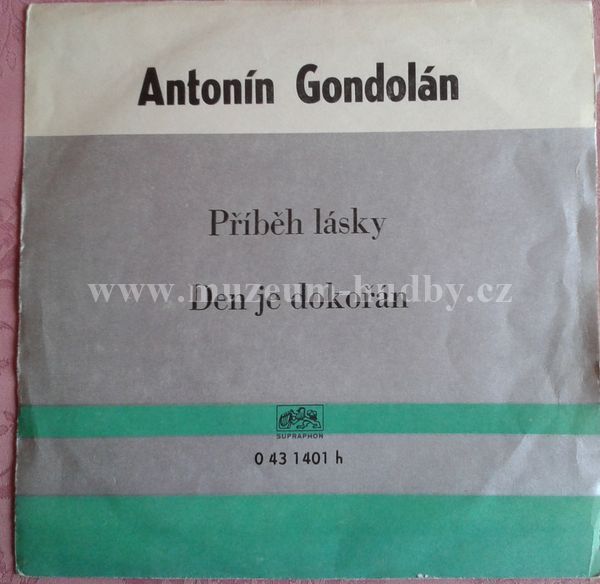 Antonín Gondolán
Příběh lásky
www.muzeum-hudby.cz
Den je dokořán
SUPRAPHON
0 43 1401 h